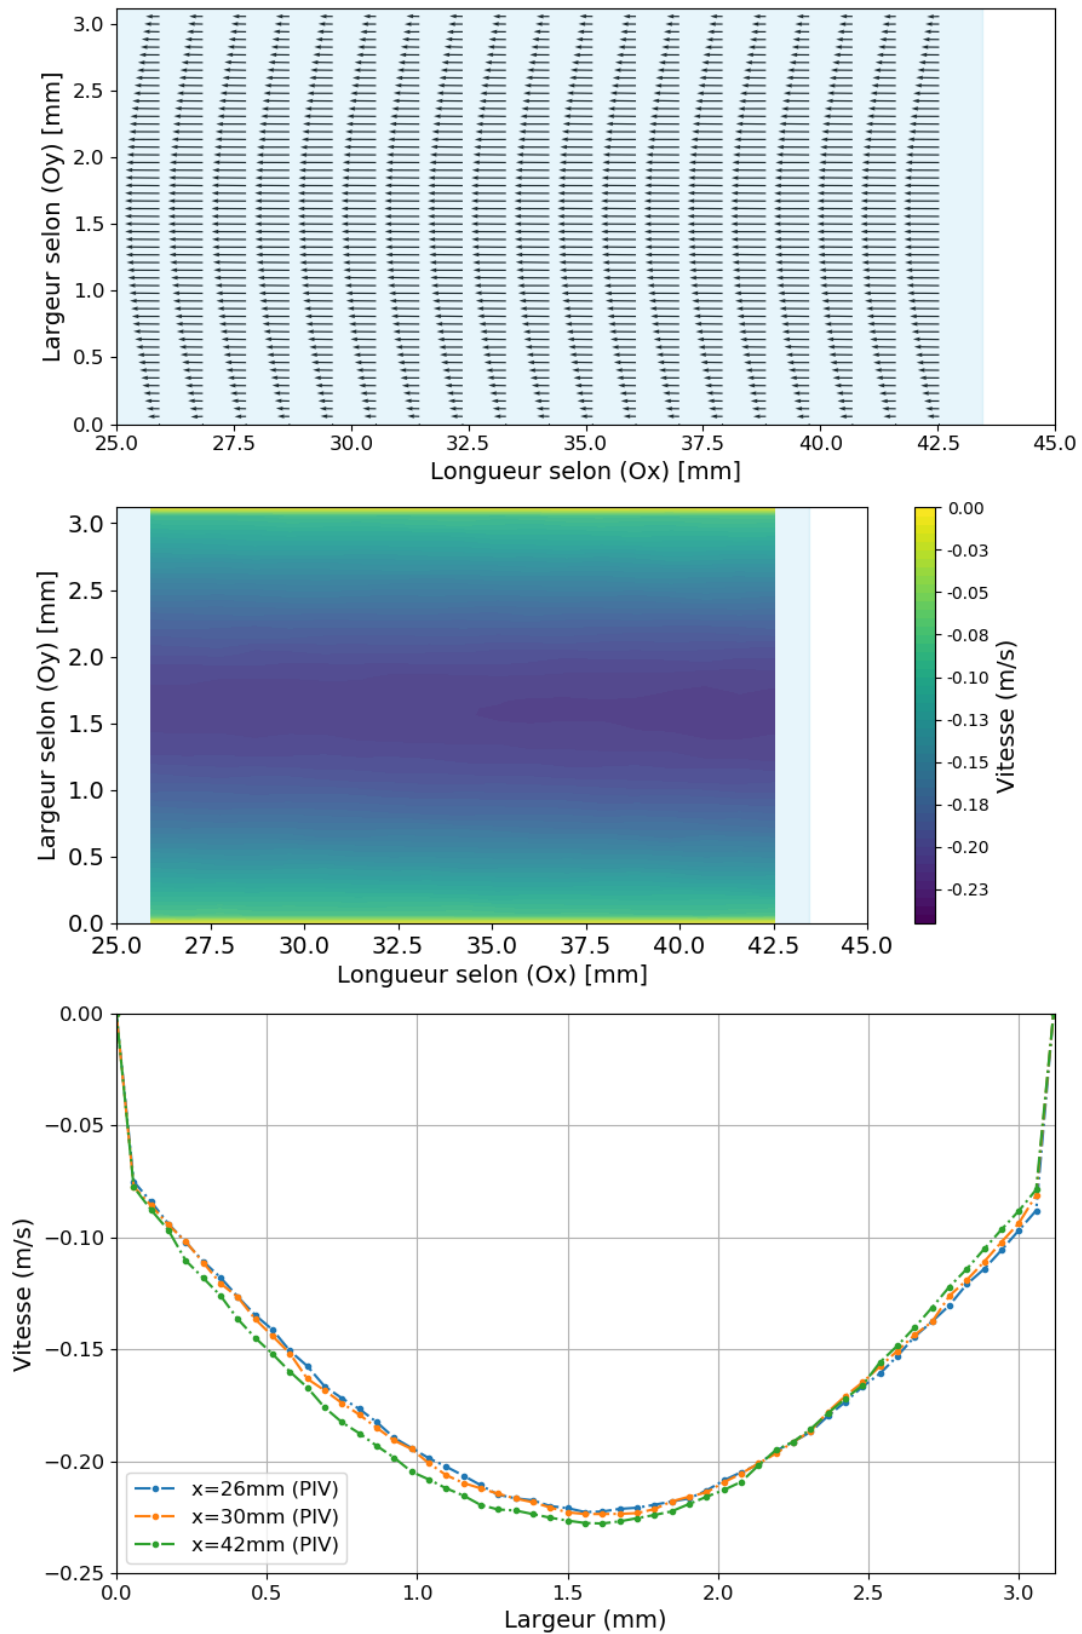 3.0
2.5
2.0
1.5
1.0
0.5
0.0
Largeur selon (Oy) [mm]
25.0 27.5 30.0 32.5 35.0 37.5 40.0 42.5 45.0
Longueur selon (Ox) [mm]
3.0
2.5
2.0
1.5
1.0
0.5
0.0
Largeur selon (Oy) [mm]
25.0 27.5 30.0 32.5 35.0 37.5 40.0 42.5 45.0
Longueur selon (Ox) [mm]
0.00
-0.03
-0.05
-0.08
-0.10
-0.13
-0.15
-0.18
-0.20
-0.23
Vitesse (m/s)
0.00
−0.05
−0.10
−0.15
−0.20
−0.25
Vitesse (m/s)
x=26mm (PIV)
x=30mm (PIV)
x=42mm (PIV)
0.0 0.5 1.0 1.5 2.0 2.5 3.0
Largeur (mm)